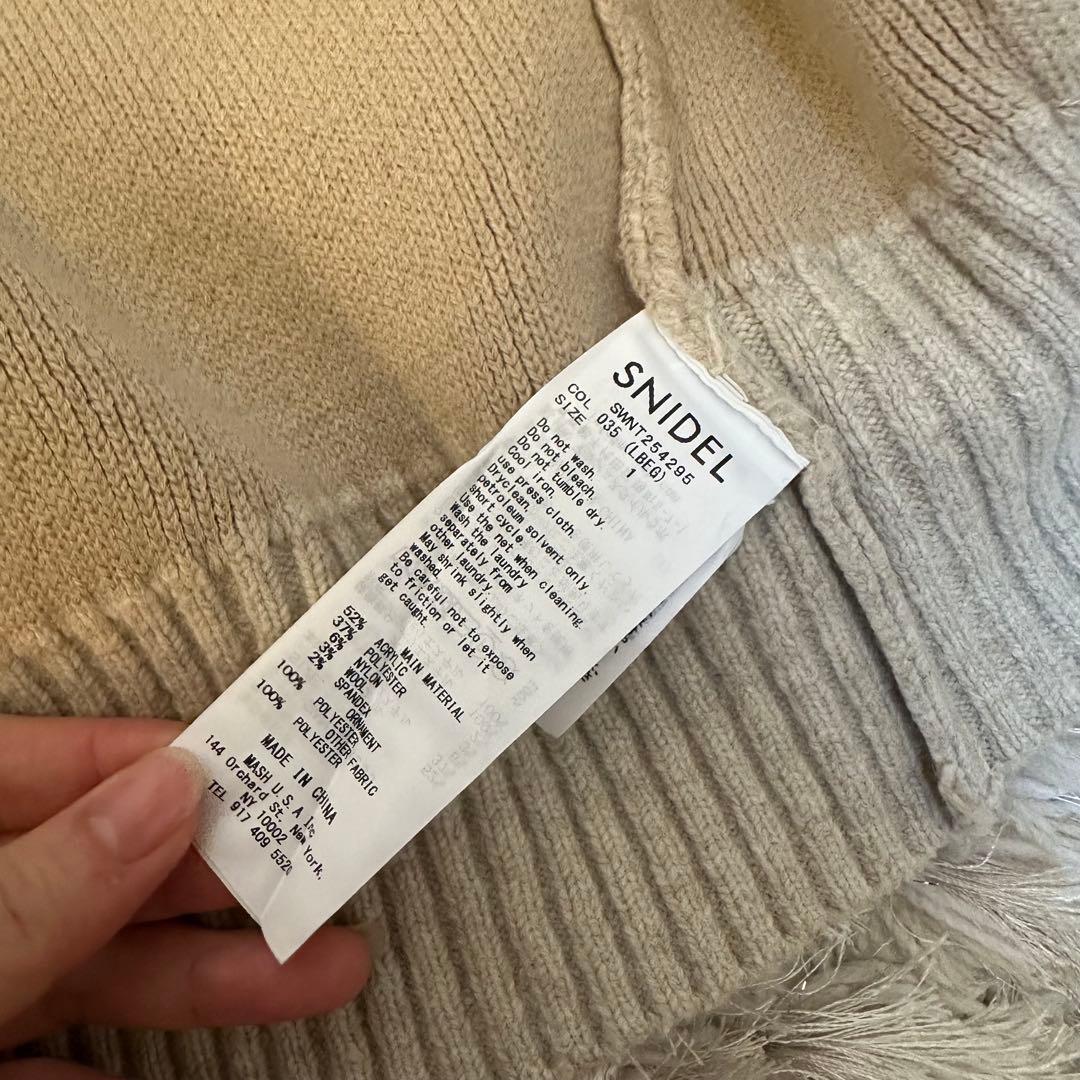 SNIDEL
SWNT254295
COL 035 (LBEG)
SIZE 1
Do not wash.
Do not bleach.
Do not tumble dry.
Cool iron,
use press cloth.
Dryclean.
petroleum solvent only.
short cycle.
Use the net when cleaning.
Wash the laundry
separately from
other laundry.
May shrink slightly when
washed
Be careful not to expose
to friction or let it
get caught.
MAIN MATERIAL
52% ACRYLIC
37% POLYESTER
6% NYLON
3% WOOL
2% SPANDEX
ORNAMENT
100% POLYESTER
OTHER FABRIC
100% POLYESTER
MADE IN CHINA
MASH U.S.A Inc
144 Orchard St, New York,
NY 10002
TEL 917 409 5520